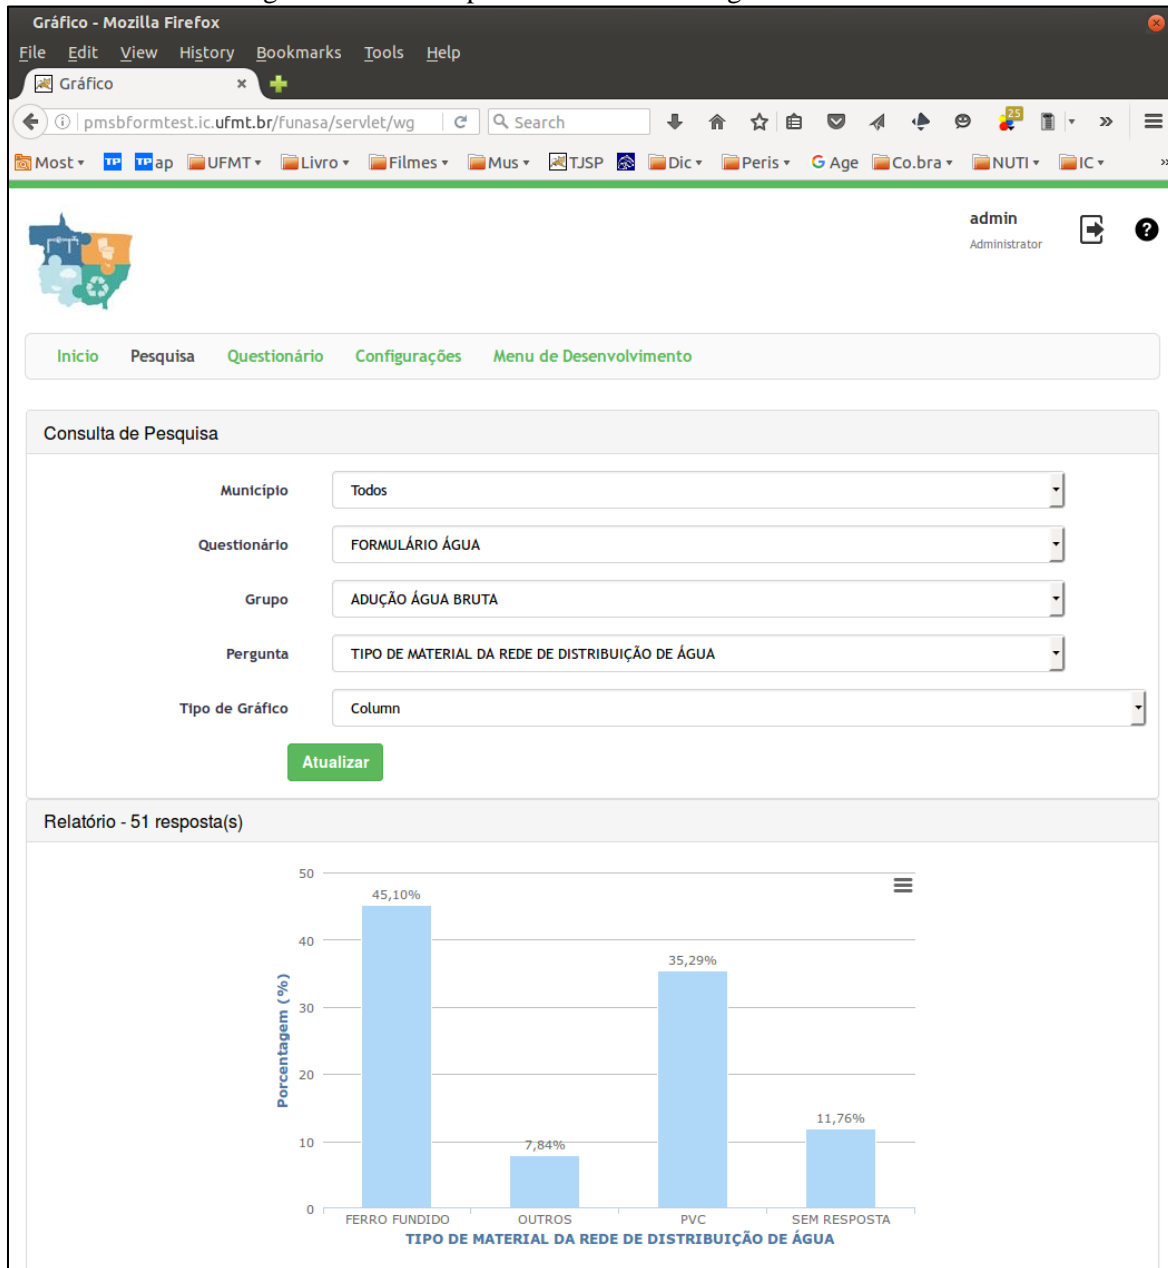 Gráfico - Mozilla Firefox
File Edit View History Bookmarks Tools Help
Gráfico
pmsbformtest.ic.ufmt.br/funasa/servlet/wg Search 25
Most TP TP ap UFMT Livro Filmes Mus TJSP Dic Peris G Age Co.bra NUTI IC »
admin
Administrator
Inicio Pesquisa Questionário Configurações Menu de Desenvolvimento
Consulta de Pesquisa
Município Todos
Questionário FORMULÁRIO ÁGUA
Grupo ADUÇÃO ÁGUA BRUTA
Pergunta TIPO DE MATERIAL DA REDE DE DISTRIBUIÇÃO DE ÁGUA
Tipo de Gráfico Column
Atualizar
Relatório - 51 resposta(s)
50
45,10%
40
35,29%
30
Porcentagem (%)
20
11,76%
10
7,84%
0
FERRO FUNDIDO OUTROS PVC SEM RESPOSTA
TIPO DE MATERIAL DA REDE DE DISTRIBUIÇÃO DE ÁGUA